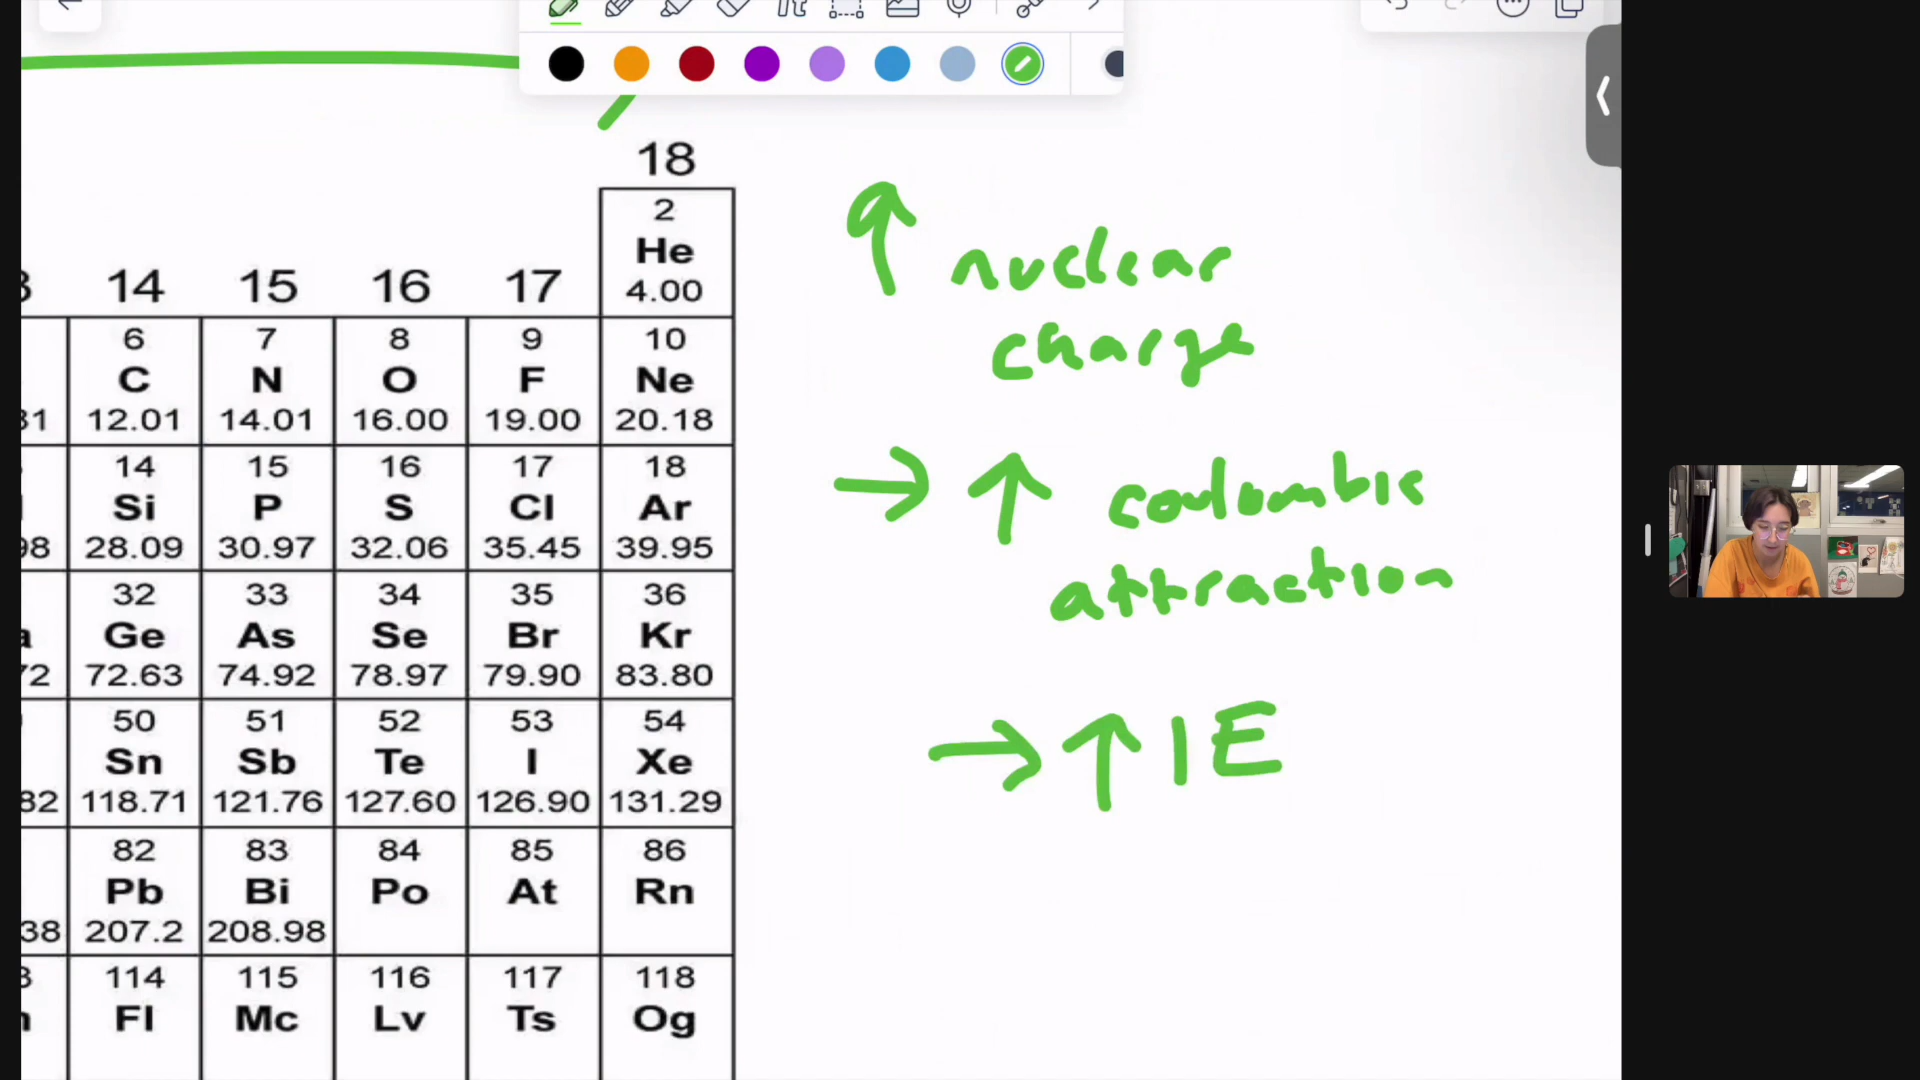 18
2
He
4.00
14 15 16 17
6 7 8 9 10
C N O F Ne
12.01 14.01 16.00 19.00 20.18
14 15 16 17 18
Si P S Cl Ar
28.09 30.97 32.06 35.45 39.95
32 33 34 35 36
Ge As Se Br Kr
72.63 74.92 78.97 79.90 83.80
50 51 52 53 54
Sn Sb Te I Xe
118.71 121.76 127.60 126.90 131.29
82 83 84 85 86
Pb Bi Po At Rn
207.2 208.98
114 115 116 117 118
Fl Mc Lv Ts Og
↑ nuclear
charge
→ ↑ coulombic
attraction
→ ↑ IE